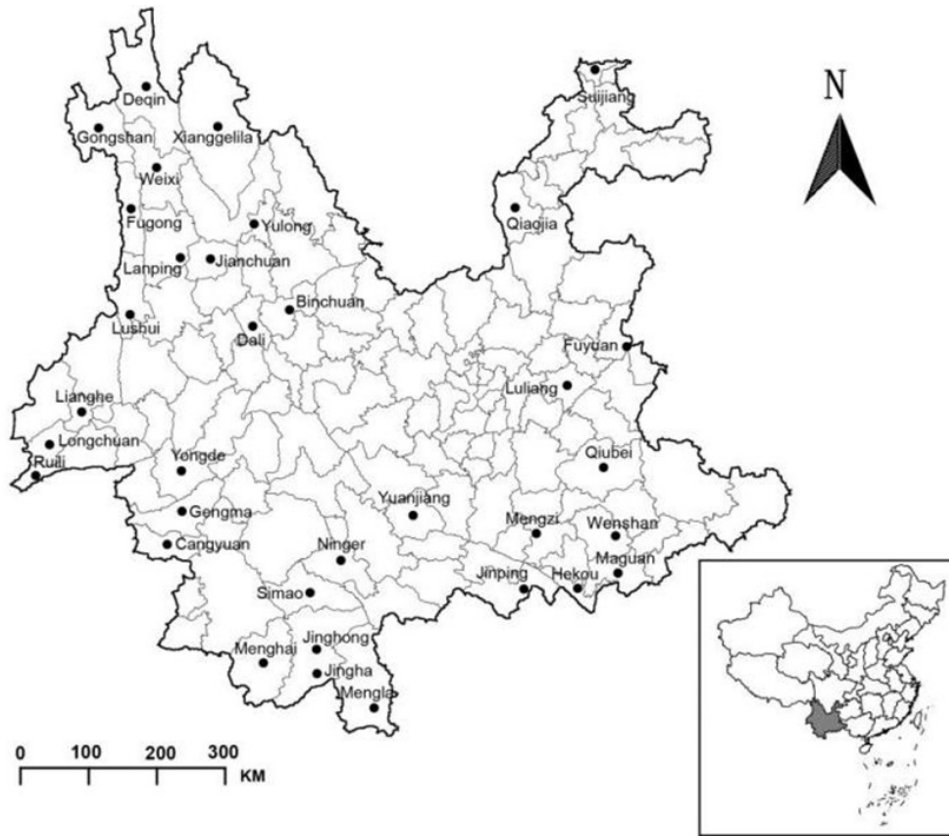 Deqin
Suijiang
N
Gongshan
Xianggelila
Weixi
Fugong
Yulong
Qiaojia
Lanping
Jianchuan
Binchuan
Lushui
Dali
Fuyuan
Luliang
Lianghe
Longchuan
Ruili
Yongde
Qiubei
Yuanjiang
Gengma
Mengzi
Wenshan
Cangyuan
Ninger
Maguan
Jinping
Hekou
Simao
Jinghong
Menghai
Jingha
Mengla
0 100 200 300
KM